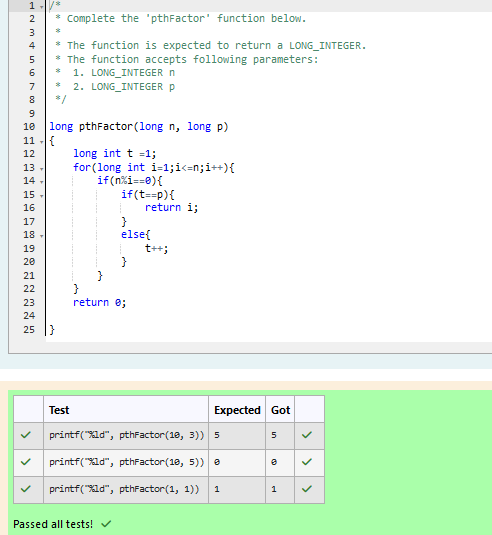 1 /*
2 * Complete the 'pthFactor' function below.
3 *
4 * The function is expected to return a LONG_INTEGER.
5 * The function accepts following parameters:
6 * 1. LONG_INTEGER n
7 * 2. LONG_INTEGER p
8 */
9
10 long pthFactor(long n, long p)
11 {
12 long int t =1;
13 for(long int i=1;i<=n;i++){
14 if(n%i==0){
15 if(t==p){
16 return i;
17 }
18 else{
19 t++;
20 }
21 }
22 }
23 return 0;
24
25 }
Test Expected Got
printf("%ld", pthFactor(10, 3)) 5 5
printf("%ld", pthFactor(10, 5)) 0 0
printf("%ld", pthFactor(1, 1)) 1 1
Passed all tests!